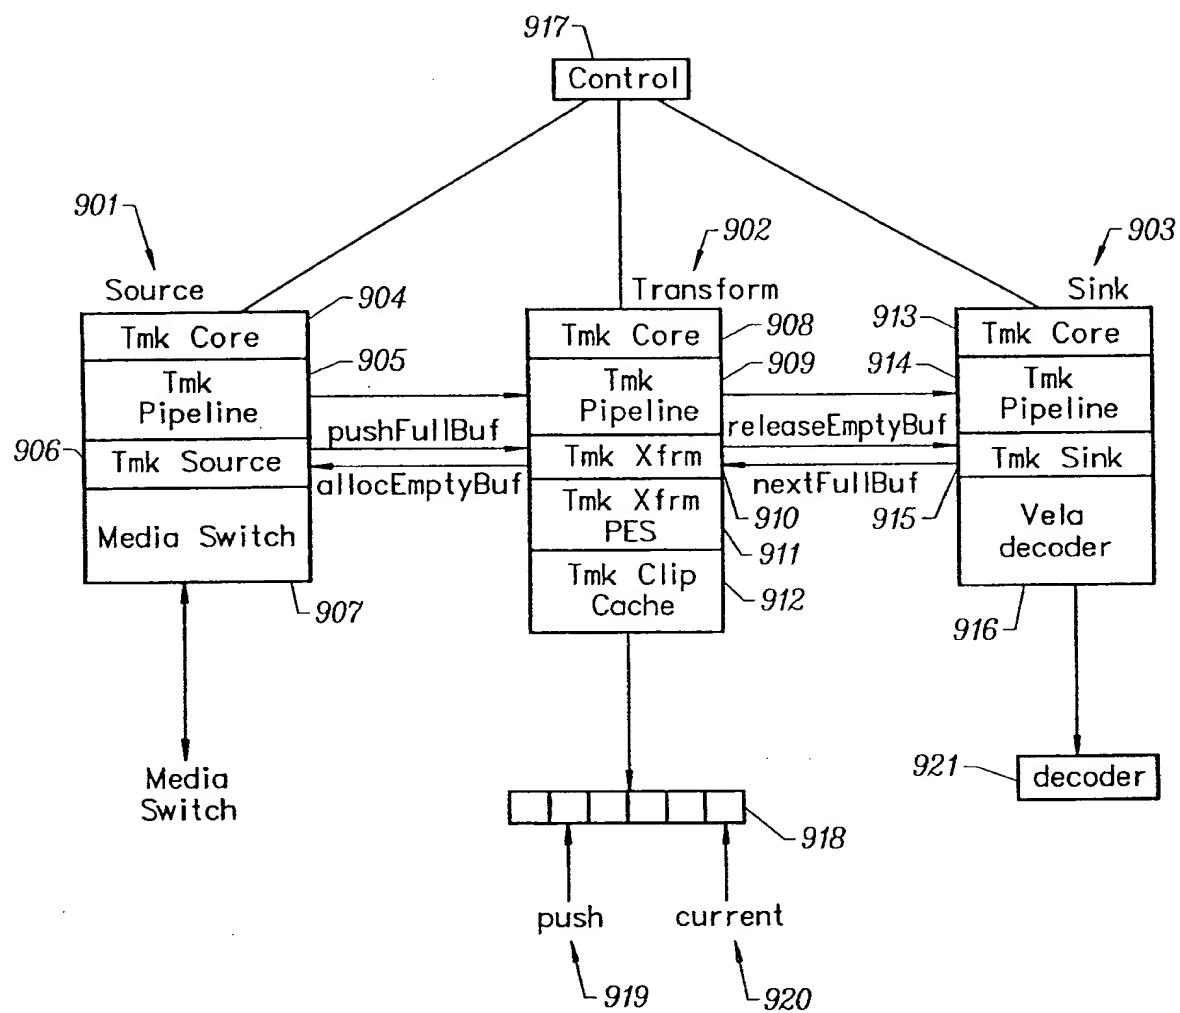 917
Control
901
902
903
Source
Transform
Sink
904
908
913
Tmk Core
Tmk Core
Tmk Core
905
909
914
Tmk
Pipeline
Tmk
Pipeline
Tmk
Pipeline
pushFullBuf
releaseEmptyBuf
906
Tmk Source
Tmk Xfrm
Tmk Sink
allocEmptyBuf
nextFullBuf
910
915
Media Switch
Tmk Xfrm
PES
Vela
decoder
911
907
Tmk Clip
Cache
912
916
Media
Switch
921
decoder
918
push
current
919
920